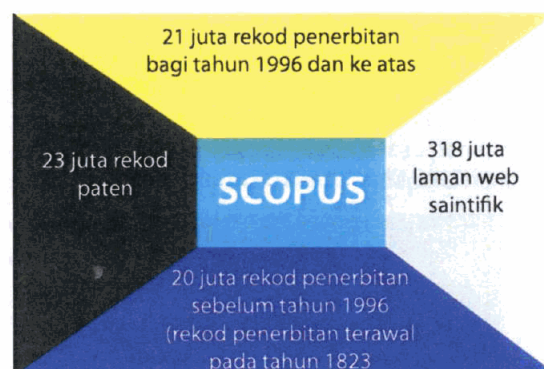 21 juta rekod penerbitan
bagi tahun 1996 dan ke atas
23 juta rekod
paten
SCOPUS
318 juta
laman web
saintifik
20 juta rekod penerbitan
sebelum tahun 1996
(rekod penerbitan terawal
pada tahun 1823